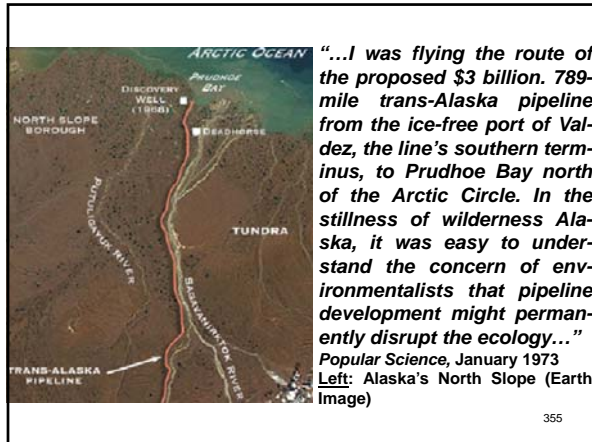 ARCTIC OCEAN
PRUDHOE
BAY
DISCOVERY
WELL
(1968)
DEADHORSE
NORTH SLOPE
BOROUGH
PUTULIGAYUK RIVER
TUNDRA
SAGAVANIRKTOK RIVER
TRANS-ALASKA
PIPELINE
“…I was flying the route of
the proposed $3 billion. 789-
mile trans-Alaska pipeline
from the ice-free port of Val-
dez, the line’s southern term-
inus, to Prudhoe Bay north
of the Arctic Circle. In the
stillness of wilderness Ala-
ska, it was easy to under-
stand the concern of env-
ironmentalists that pipeline
development might perman-
ently disrupt the ecology…”
Popular Science, January 1973
Left: Alaska’s North Slope (Earth
Image)
355